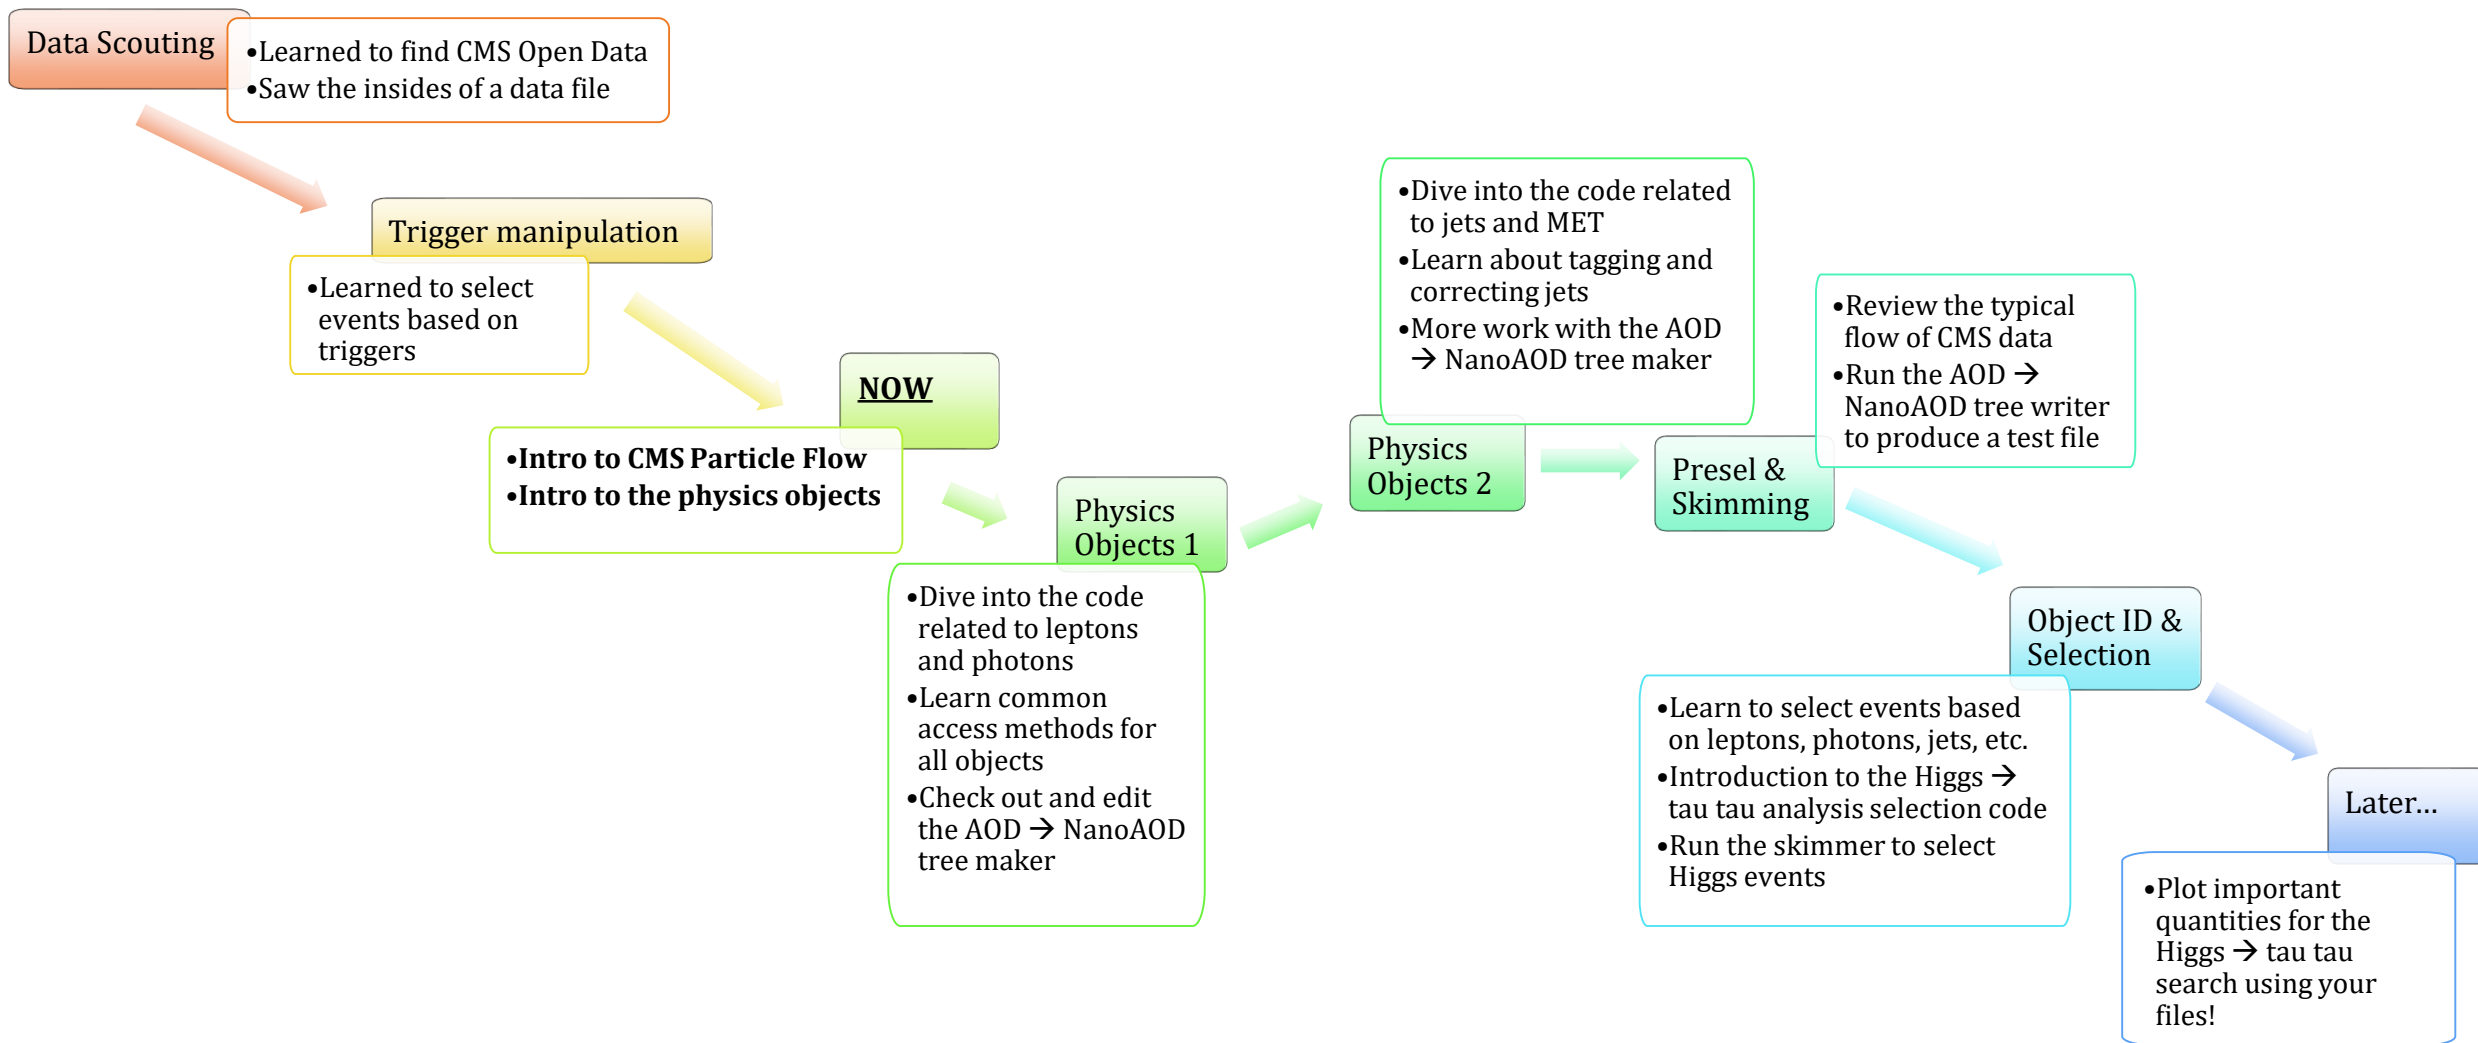 Data Scouting
•Learned to find CMS Open Data
•Saw the insides of a data file
Trigger manipulation
•Learned to select
events based on
triggers
NOW
•Intro to CMS Particle Flow
•Intro to the physics objects
Physics
Objects 1
•Dive into the code
related to leptons
and photons
•Learn common
access methods for
all objects
•Check out and edit
the AOD → NanoAOD
tree maker
Physics
Objects 2
•Dive into the code related
to jets and MET
•Learn about tagging and
correcting jets
•More work with the AOD
→ NanoAOD tree maker
Presel &
Skimming
•Review the typical
flow of CMS data
•Run the AOD →
NanoAOD tree writer
to produce a test file
Object ID &
Selection
•Learn to select events based
on leptons, photons, jets, etc.
•Introduction to the Higgs →
tau tau analysis selection code
•Run the skimmer to select
Higgs events
Later...
•Plot important
quantities for the
Higgs → tau tau
search using your
files!